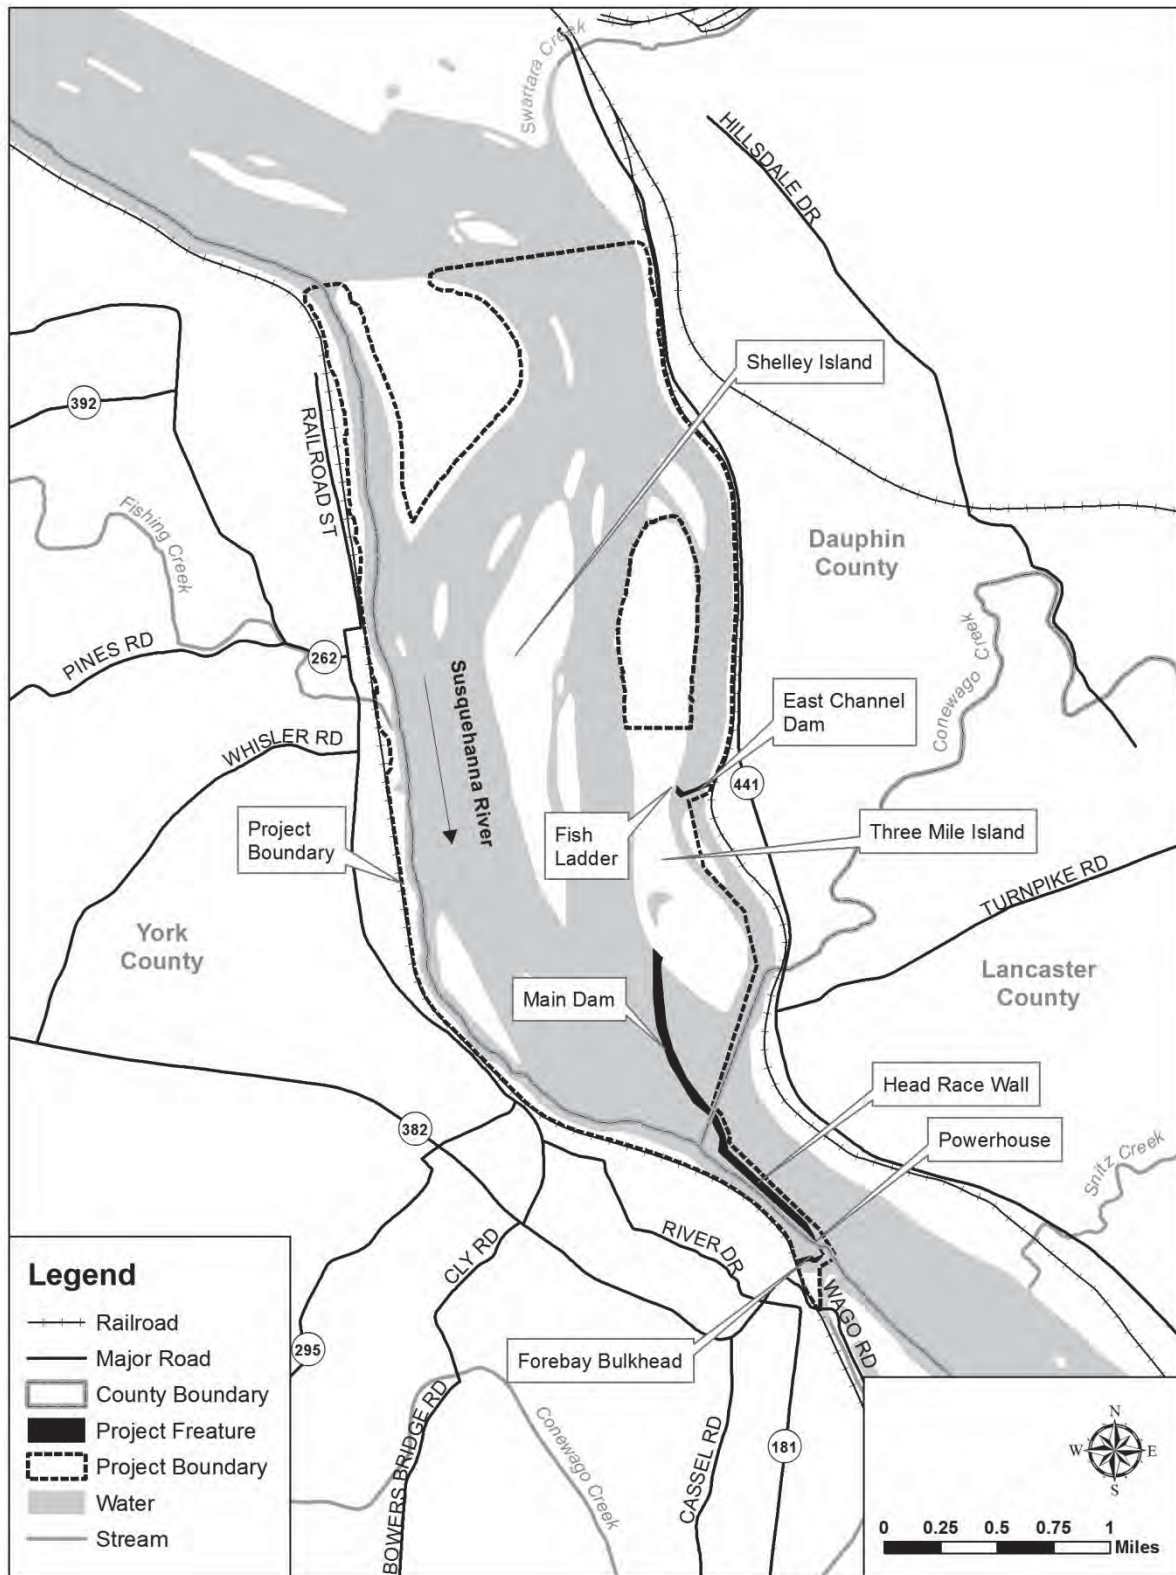 Swartara Creek
HILLSDALE DR
Shelley Island
392
RAILROAD ST
Fishing Creek
Dauphin
County
Conewago Creek
PINES RD
262
Susquehanna River
WHISLER RD
East Channel
Dam
441
Project
Boundary
Fish
Ladder
Three Mile Island
TURNPIKE RD
York
County
Lancaster
County
Main Dam
Head Race Wall
382
Powerhouse
Snitz Creek
CLY RD
RIVER DR
WAGO RD
295
Forebay Bulkhead
BOWERS BRIDGE RD
Conewago Creek
CASSEL RD
181
Legend
Railroad
Major Road
County Boundary
Project Freature
Project Boundary
Water
Stream
N
W E
S
0 0.25 0.5 0.75 1
Miles